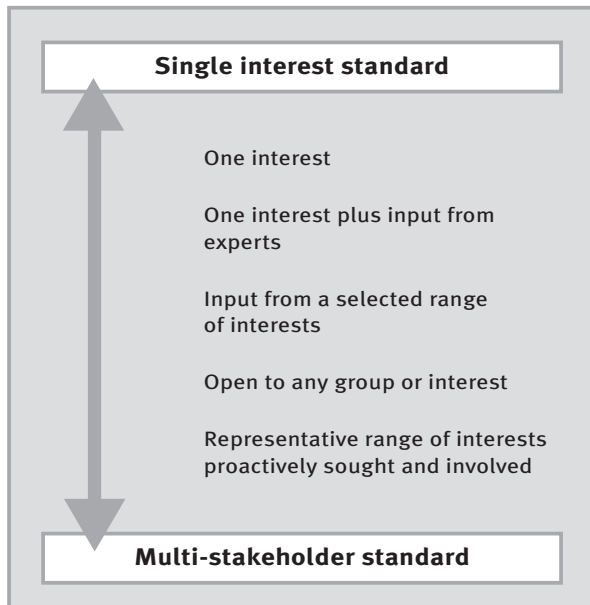 Single interest standard
One interest
One interest plus input from
experts
Input from a selected range
of interests
Open to any group or interest
Representative range of interests
proactively sought and involved
Multi-stakeholder standard